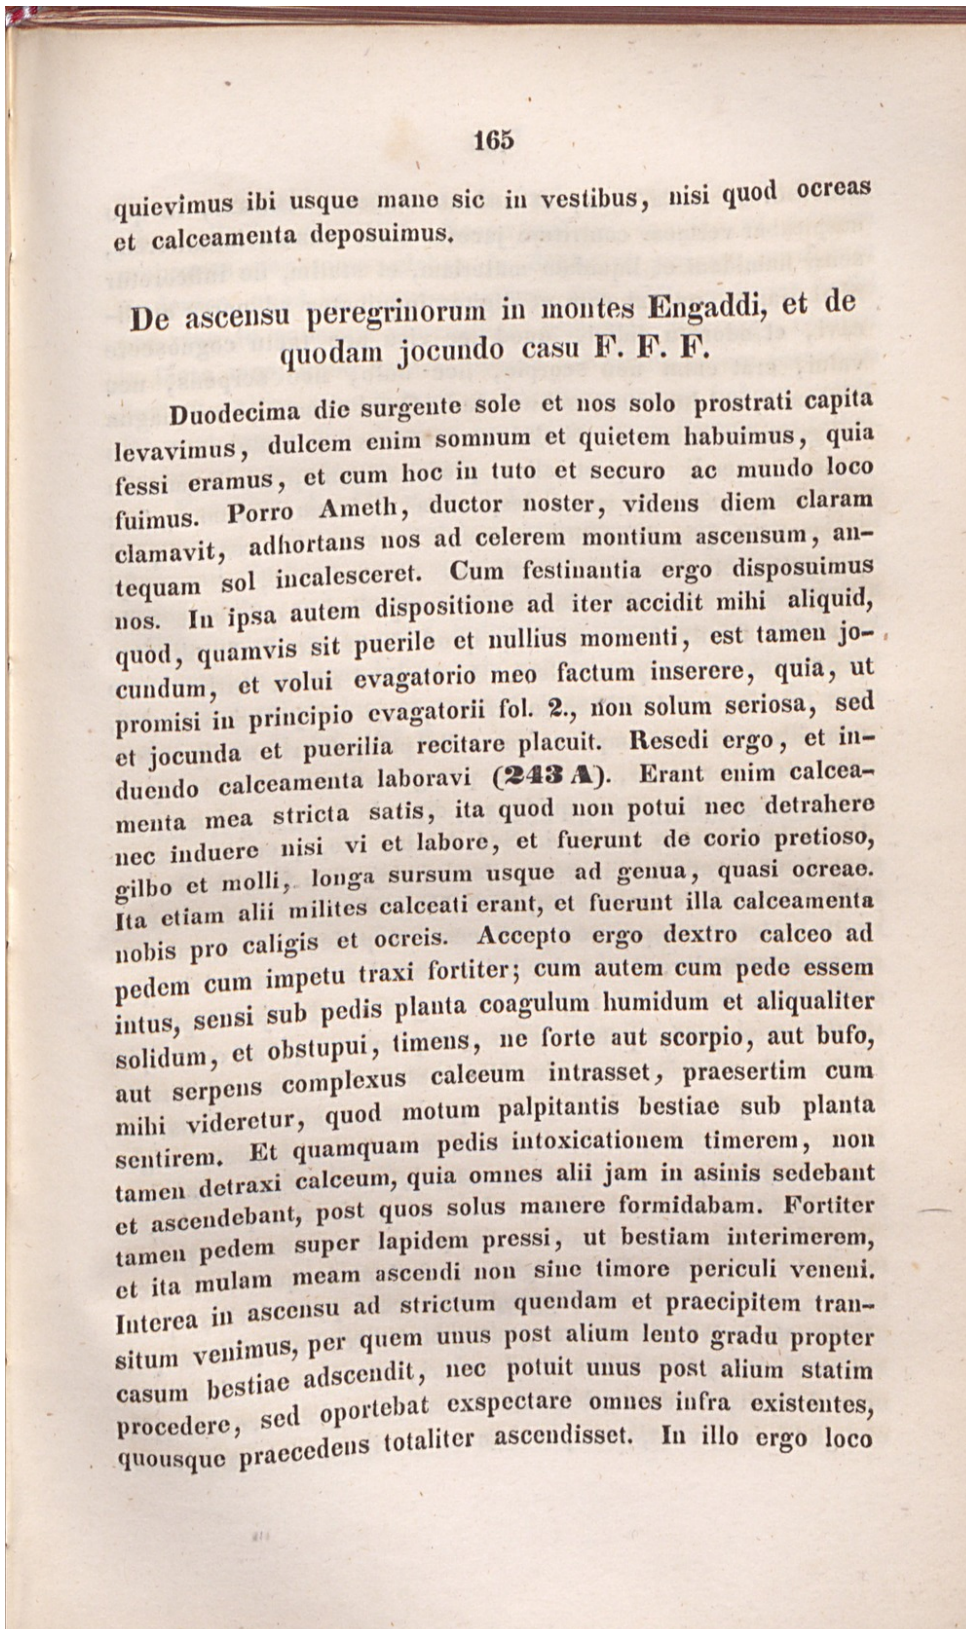 165
quievimus ibi usque mane sic in vestibus, nisi quod ocreas
et calceamenta deposuimus.
De ascensu peregrinorum in montes Engaddi, et de
quodam jocundo casu F. F. F.
Duodecima die surgente sole et nos solo prostrati capita
levavimus, dulcem enim somnum et quietem habuimus, quia
fessi eramus, et cum hoc in tuto et securo ac mundo loco
fuimus. Porro Ameth, ductor noster, videns diem claram
clamavit, adhortans nos ad celerem montium ascensum, an-
tequam sol incalesceret. Cum festinantia ergo disposuimus
nos. In ipsa autem dispositione ad iter accidit mihi aliquid,
quod, quamvis sit puerile et nullius momenti, est tamen jo-
cundum, et volui evagatorio meo factum inserere, quia, ut
promisi in principio evagatorii fol. 2., non solum seriosa, sed
et jocunda et puerilia recitare placuit. Resedi ergo, et in-
duendo calceamenta laboravi (243 A). Erant enim calcea-
menta mea stricta satis, ita quod non potui nec detrahere
nec induere nisi vi et labore, et fuerunt de corio pretioso,
gilbo et molli, longa sursum usque ad genua, quasi ocreae.
Ita etiam alii milites calceati erant, et fuerunt illa calceamenta
nobis pro caligis et ocreis. Accepto ergo dextro calceo ad
pedem cum impetu traxi fortiter; cum autem cum pede essem
intus, sensi sub pedis planta coagulum humidum et aliqualiter
solidum, et obstupui, timens, ne forte aut scorpio, aut bufo,
aut serpens complexus calceum intrasset, praesertim cum
mihi videretur, quod motum palpitantis bestiae sub planta
sentirem. Et quamquam pedis intoxicationem timerem, non
tamen detraxi calceum, quia omnes alii jam in asinis sedebant
et ascendebant, post quos solus manere formidabam. Fortiter
tamen pedem super lapidem pressi, ut bestiam interimerem,
et ita mulam meam ascendi non sine timore periculi veneni.
Interea in ascensu ad strictum quendam et praecipitem tran-
situm venimus, per quem unus post alium lento gradu propter
casum bestiae adscendit, nec potuit unus post alium statim
procedere, sed oportebat exspectare omnes infra existentes,
quousque praecedens totaliter ascendisset. In illo ergo loco